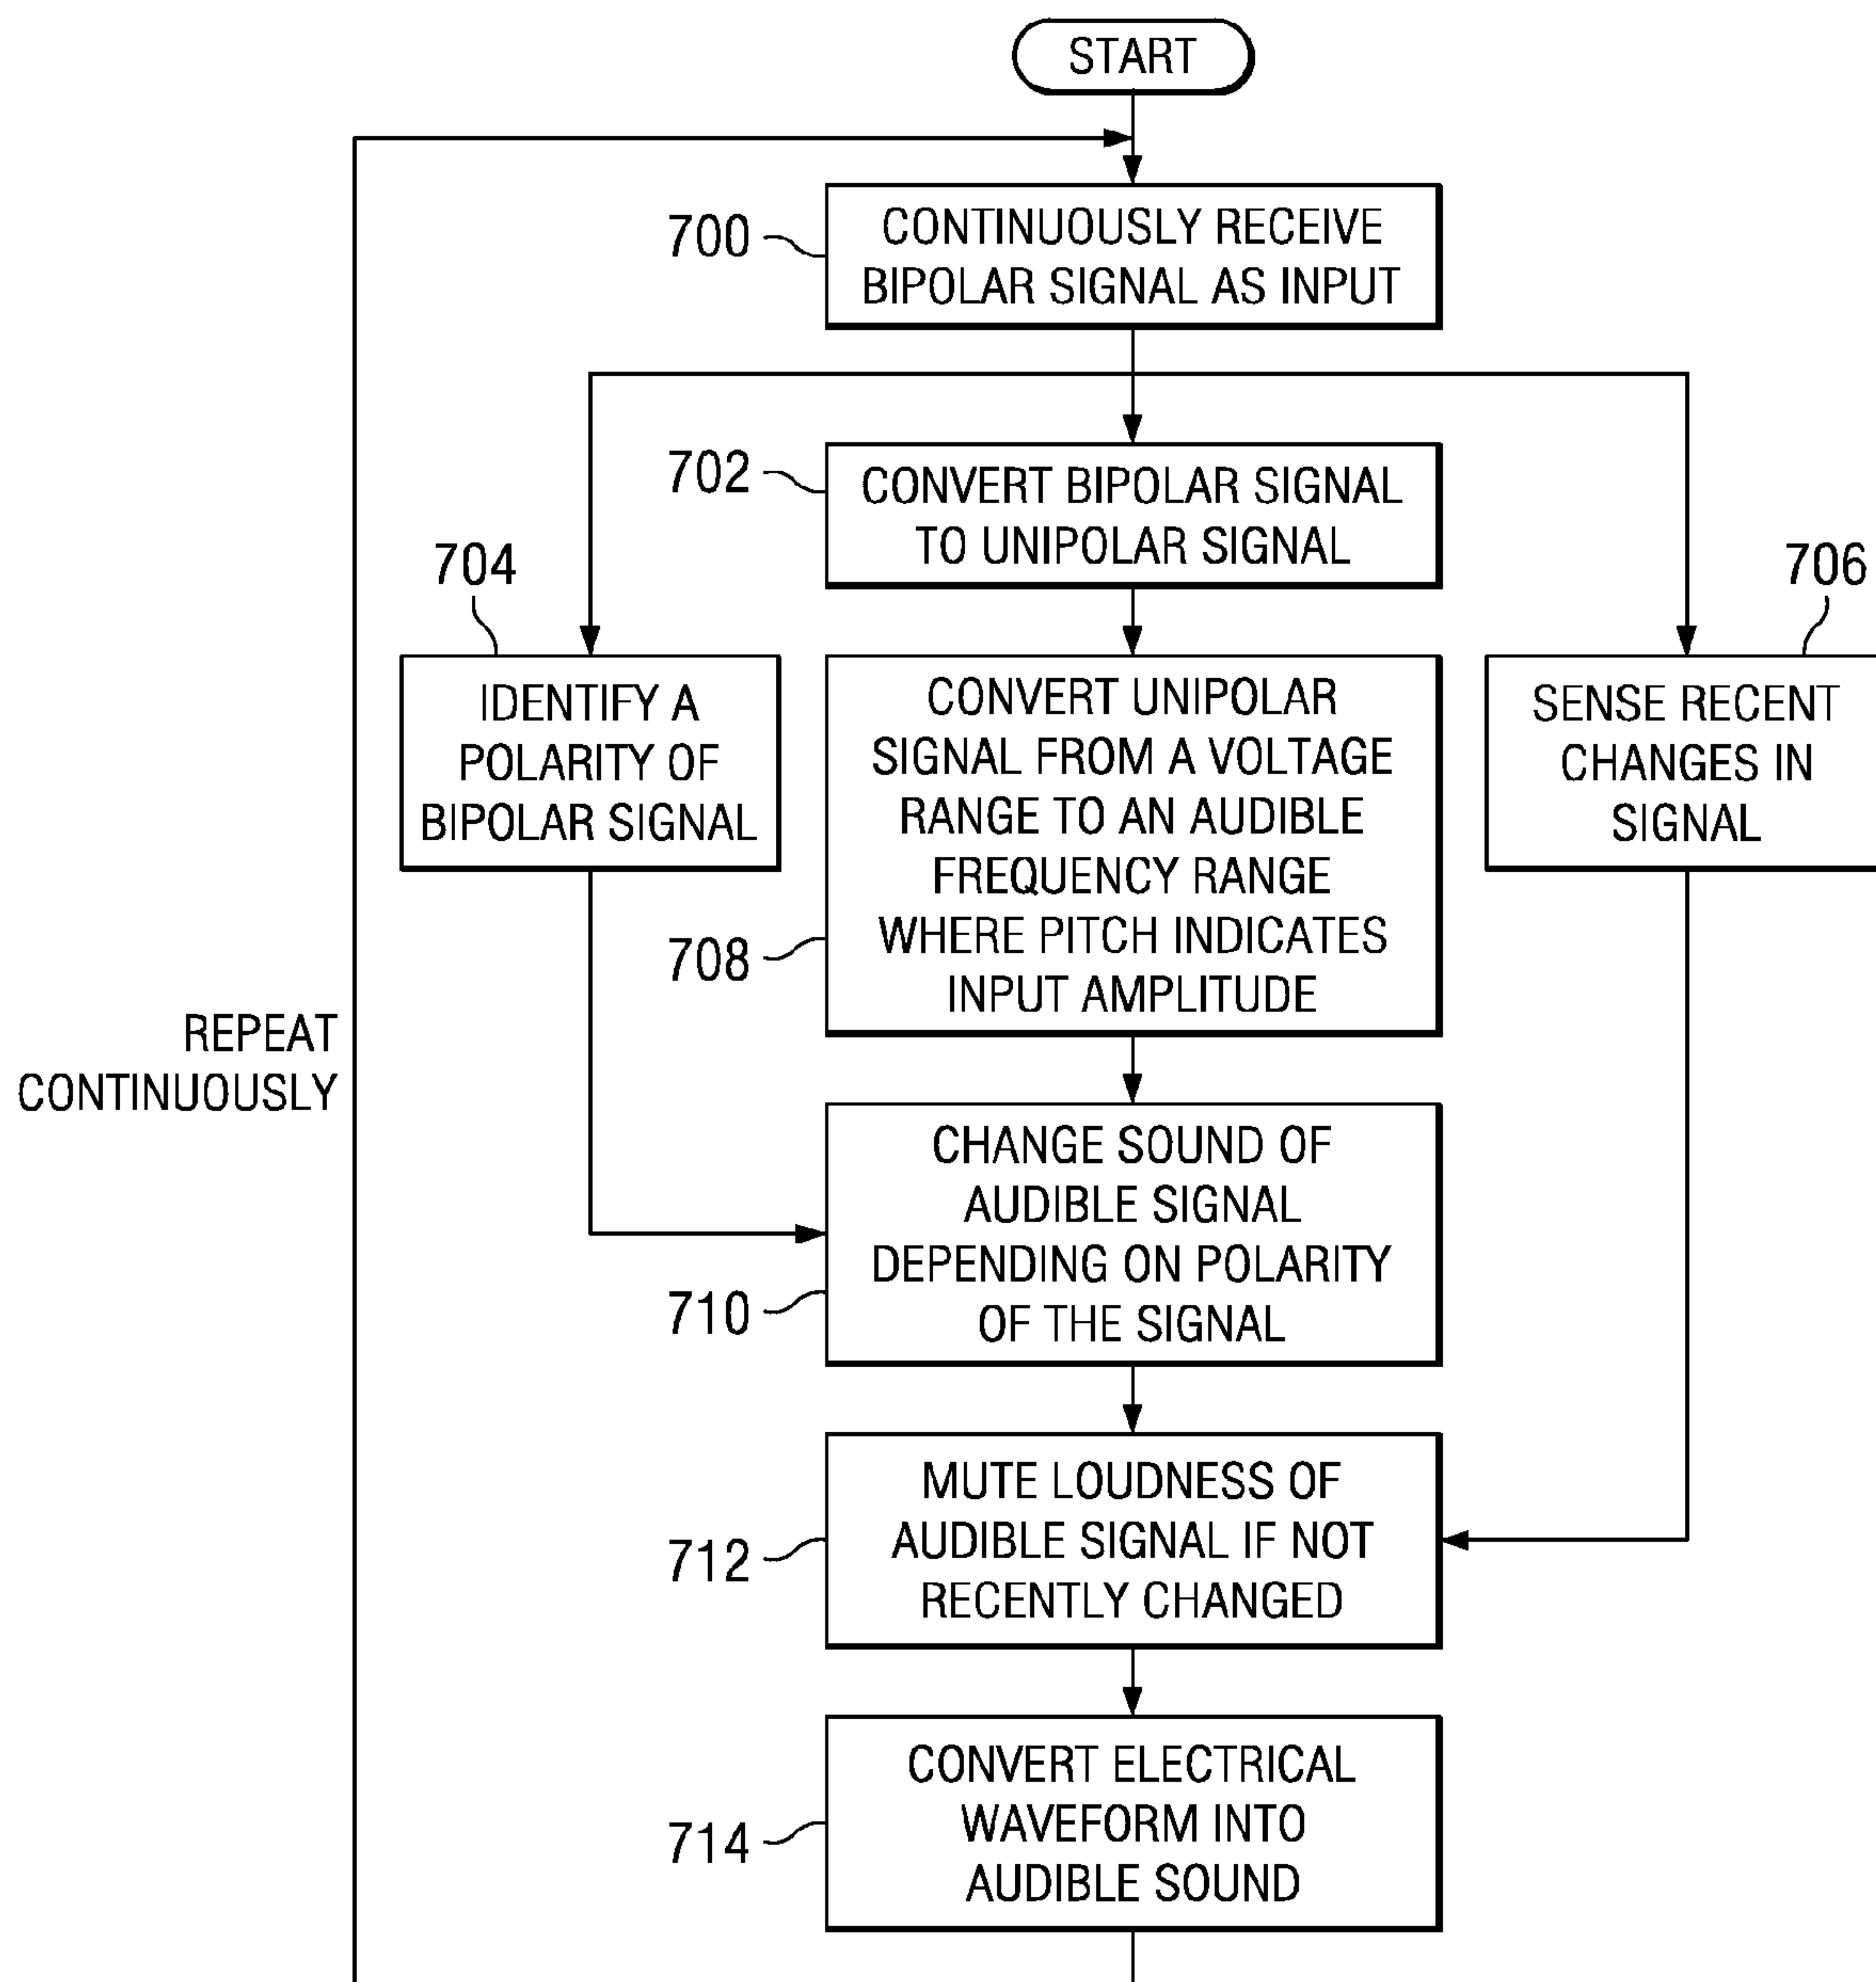 START
700
CONTINUOUSLY RECEIVE
BIPOLAR SIGNAL AS INPUT
702
CONVERT BIPOLAR SIGNAL
TO UNIPOLAR SIGNAL
704
IDENTIFY A
POLARITY OF
BIPOLAR SIGNAL
706
SENSE RECENT
CHANGES IN
SIGNAL
708
CONVERT UNIPOLAR
SIGNAL FROM A VOLTAGE
RANGE TO AN AUDIBLE
FREQUENCY RANGE
WHERE PITCH INDICATES
INPUT AMPLITUDE
REPEAT
CONTINUOUSLY
710
CHANGE SOUND OF
AUDIBLE SIGNAL
DEPENDING ON POLARITY
OF THE SIGNAL
712
MUTE LOUDNESS OF
AUDIBLE SIGNAL IF NOT
RECENTLY CHANGED
714
CONVERT ELECTRICAL
WAVEFORM INTO
AUDIBLE SOUND